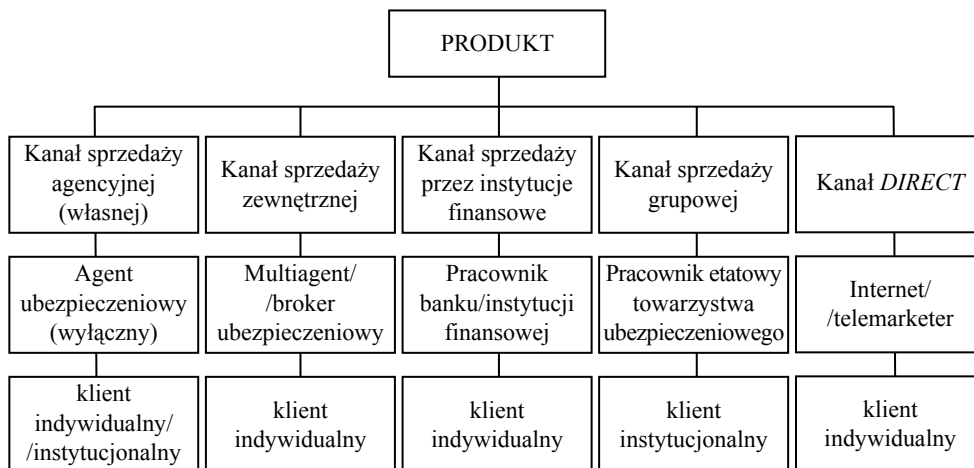 PRODUKT
Kanał sprzedaży
agencyjnej
(własnej)
Kanał sprzedaży
zewnętrznej
Kanał sprzedaży
przez instytucje
finansowe
Kanał sprzedaży
grupowej
Kanał DIRECT
Agent
ubezpieczeniowy
(wyłączny)
Multiagent/
/broker
ubezpieczeniowy
Pracownik
banku/instytucji
finansowej
Pracownik etatowy
towarzystwa
ubezpieczeniowego
Internet/
/telemarketer
klient
indywidualny/
/instytucjonalny
klient
indywidualny
klient
indywidualny
klient
instytucjonalny
klient
indywidualny